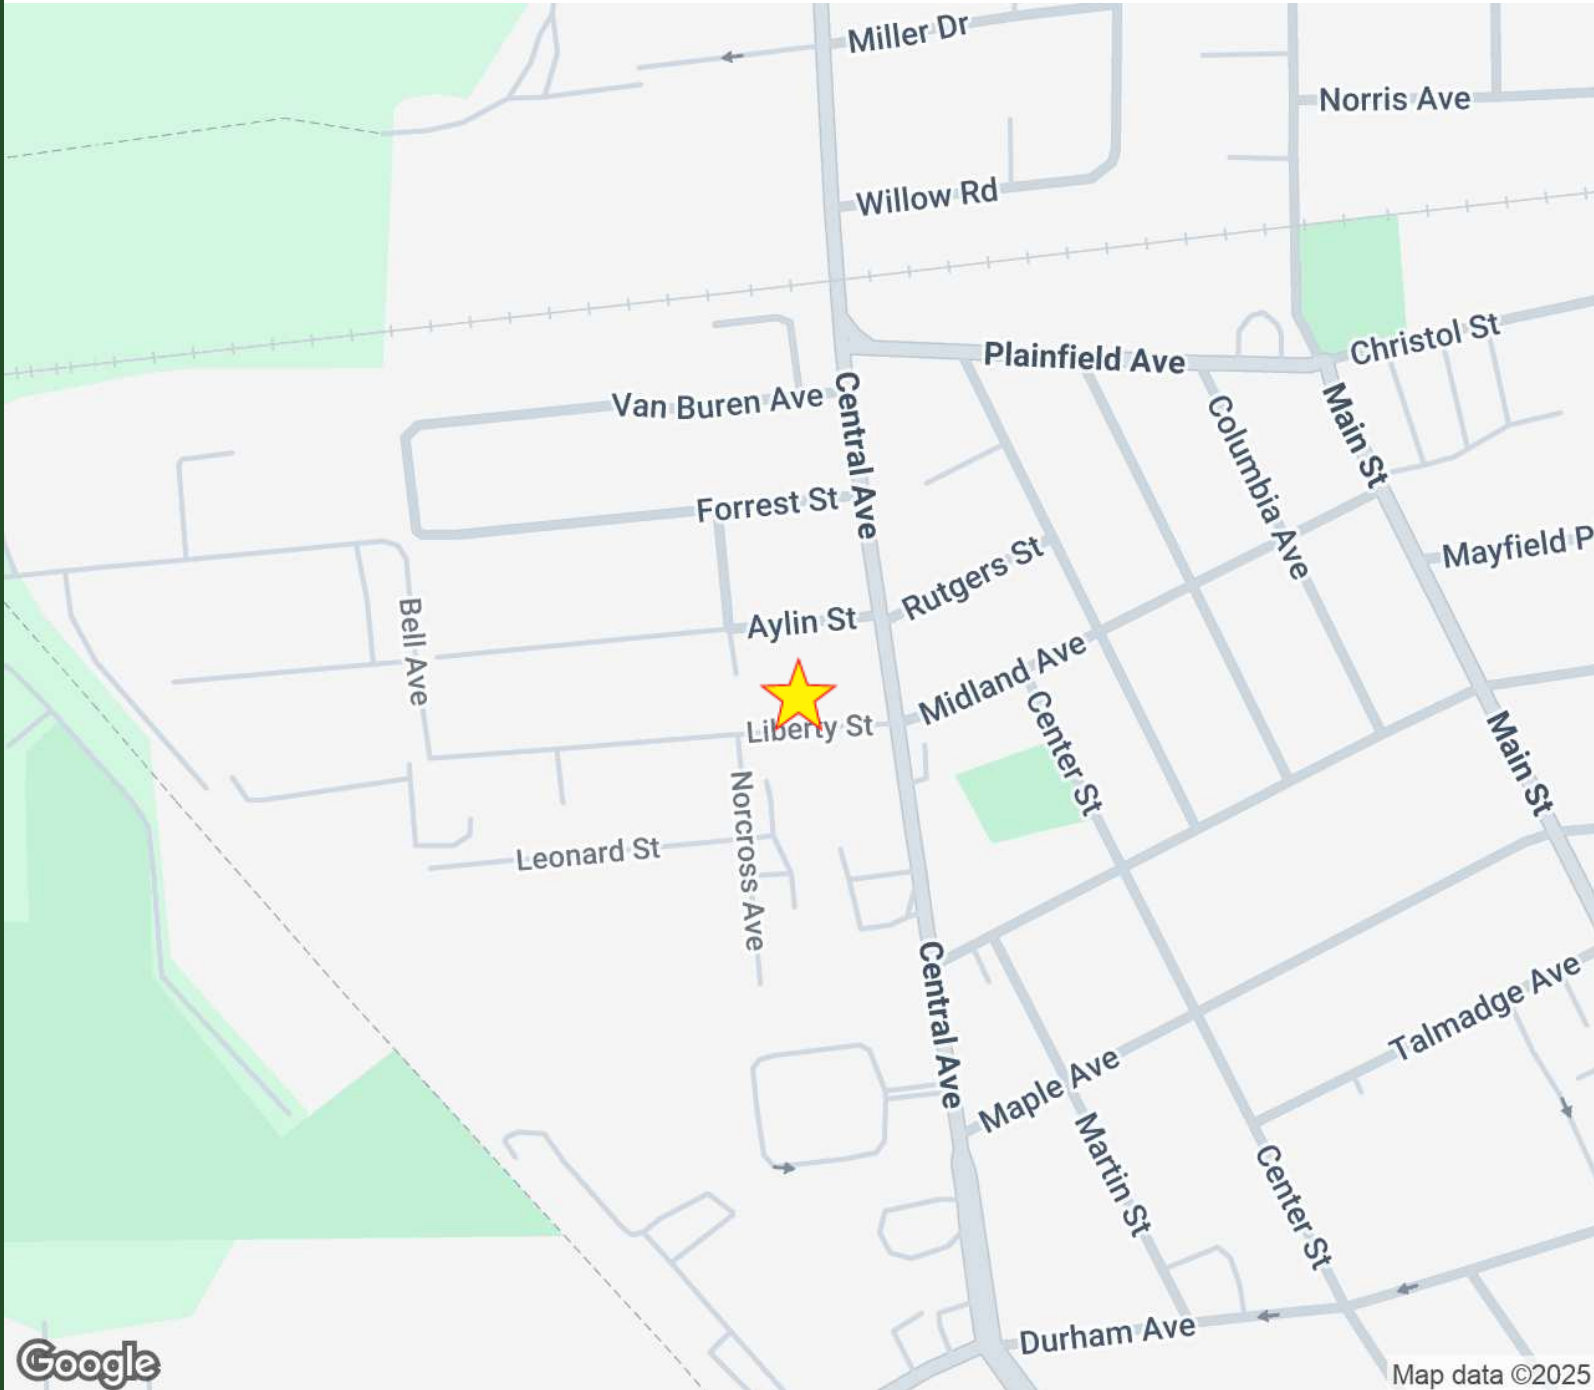 Miller Dr
Norris Ave
Willow Rd
Christol St
Plainfield Ave
Van Buren Ave
Central Ave
Main St
Columbia Ave
Forrest St
Mayfield P
Rutgers St
Bell Ave
Aylin St
Midland Ave
Center St
Liberty St
Main St
Norcross Ave
Leonard St
Central Ave
Talmadge Ave
Maple Ave
Martin St
Center St
Durham Ave
Google
Map data ©2025